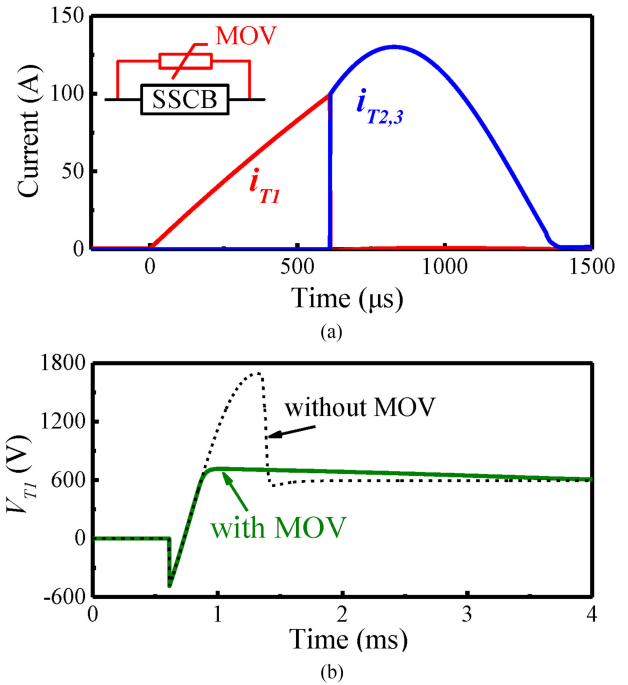 150
100
50
0
Current (A)
MOV
SSCB
iT1
iT2,3
0
500
1000
1500
Time (μs)
(a)
1800
1200
600
0
-600
VT1 (V)
without MOV
with MOV
0
1
2
3
4
Time (ms)
(b)